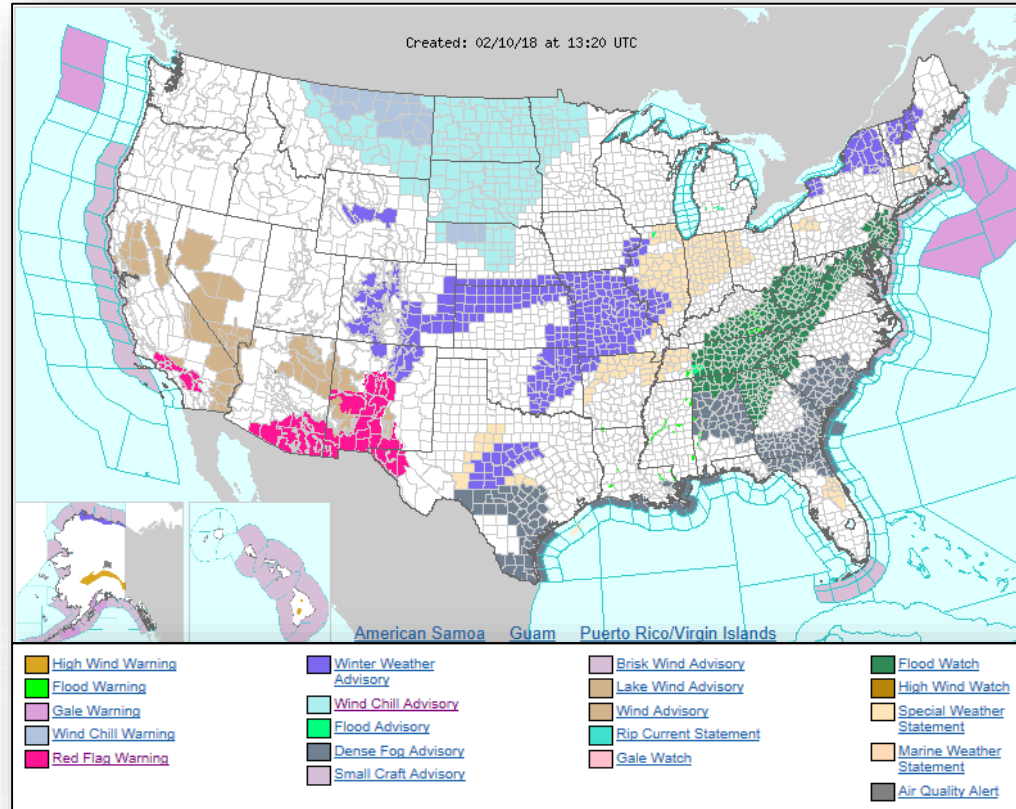 Created: 02/10/18 at 13:20 UTC
American Samoa Guam Puerto Rico/Virgin Islands
High Wind Warning
Flood Warning
Gale Warning
Wind Chill Warning
Red Flag Warning
Winter Weather
Advisory
Wind Chill Advisory
Flood Advisory
Dense Fog Advisory
Small Craft Advisory
Brisk Wind Advisory
Lake Wind Advisory
Wind Advisory
Rip Current Statement
Gale Watch
Flood Watch
High Wind Watch
Special Weather
Statement
Marine Weather
Statement
Air Quality Alert